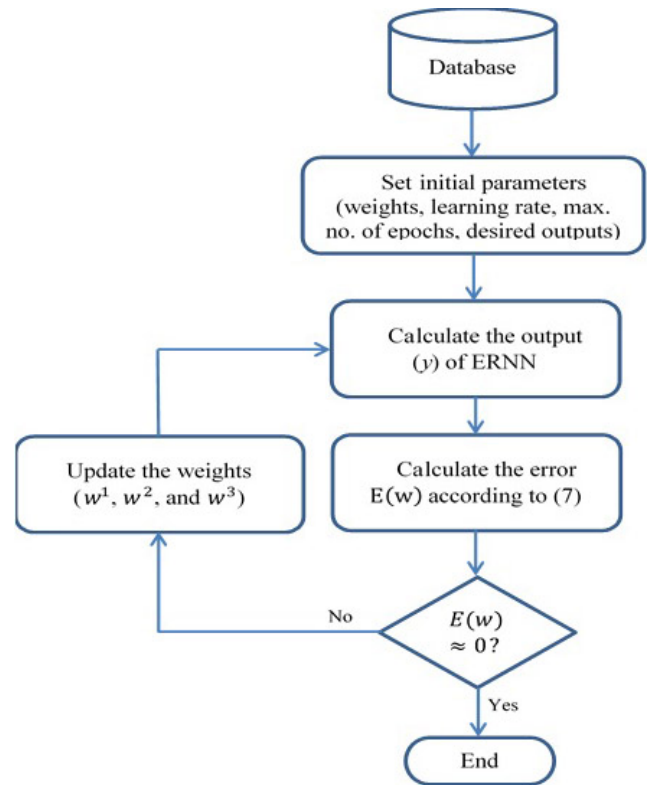 Database
Set initial parameters
(weights, learning rate, max.
no. of epochs, desired outputs)
Calculate the output
(y) of ERNN
Update the weights
(w¹, w², and w³)
Calculate the error
E(w) according to (7)
No
E(w)
≈ 0?
Yes
End